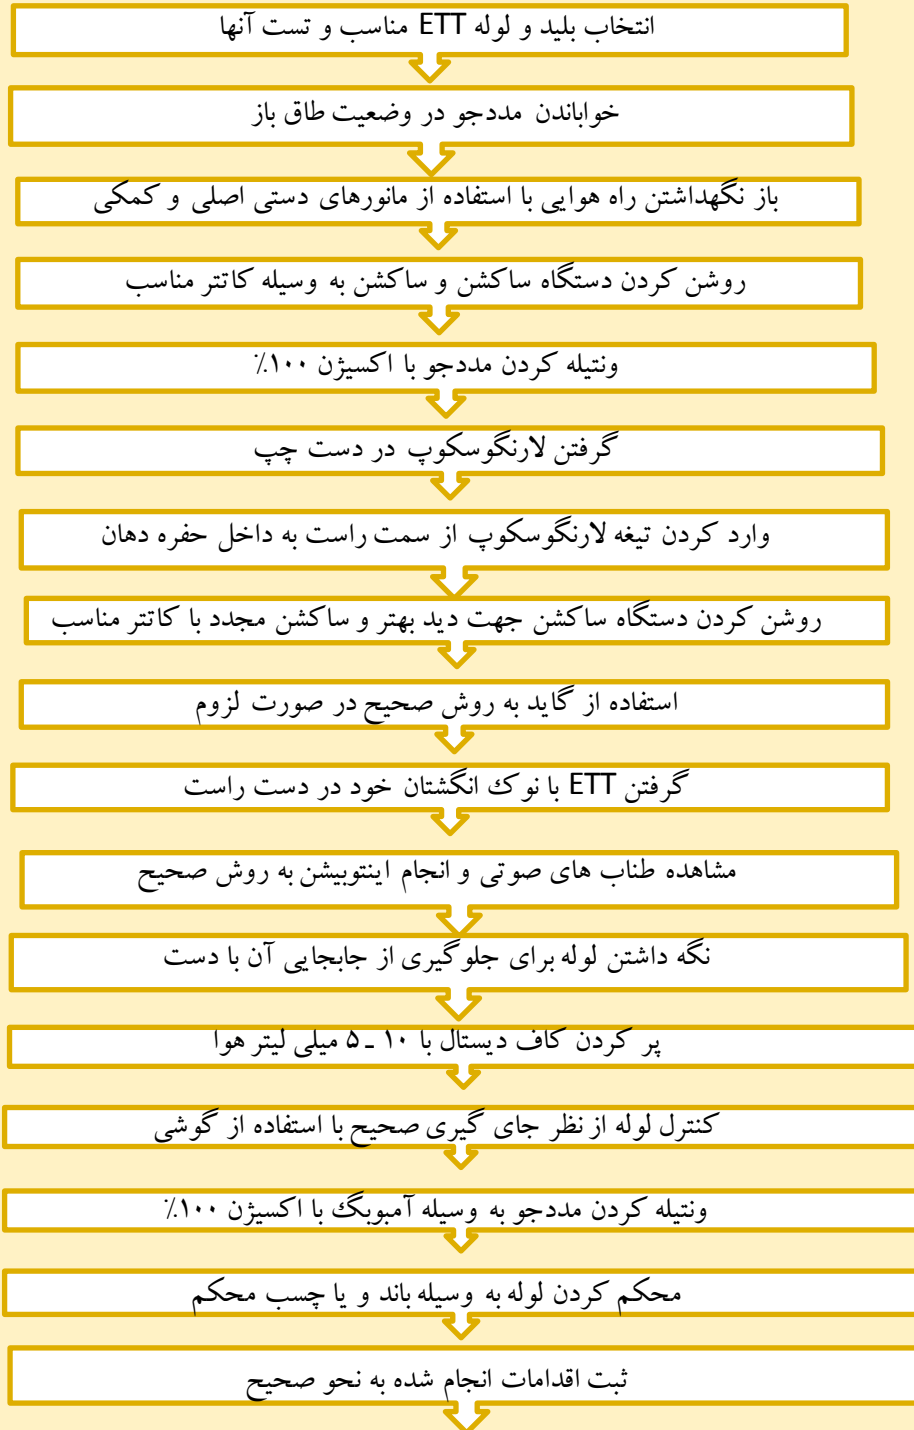 انتخاب بلید و لوله ETT مناسب و تست آنها
خواباندن مددجو در وضعیت طاق باز
باز نگهداشتن راه هوایی با استفاده از مانورهای دستی اصلی و کمکی
روشن کردن دستگاه ساکشن و ساکشن به وسیله کاتتر مناسب
ونتیله کردن مددجو با اکسیژن ۱۰۰٪
گرفتن لارنگوسکوپ در دست چپ
وارد کردن تیغه لارنگوسکوپ از سمت راست به داخل حفره دهان
روشن کردن دستگاه ساکشن جهت دید بهتر و ساکشن مجدد با کاتتر مناسب
استفاده از گاید به روش صحیح در صورت لزوم
گرفتن ETT با نوک انگشتان خود در دست راست
مشاهده طناب های صوتی و انجام اینتوبیشن به روش صحیح
نگه داشتن لوله برای جلوگیری از جابجایی آن با دست
پر کردن کاف دیستال با ۱۰ ـ ۵ میلی لیتر هوا
کنترل لوله از نظر جای گیری صحیح با استفاده از گوشی
ونتیله کردن مددجو به وسیله آمبوبگ با اکسیژن ۱۰۰٪
محکم کردن لوله به وسیله باند و یا چسب محکم
ثبت اقدامات انجام شده به نحو صحیح